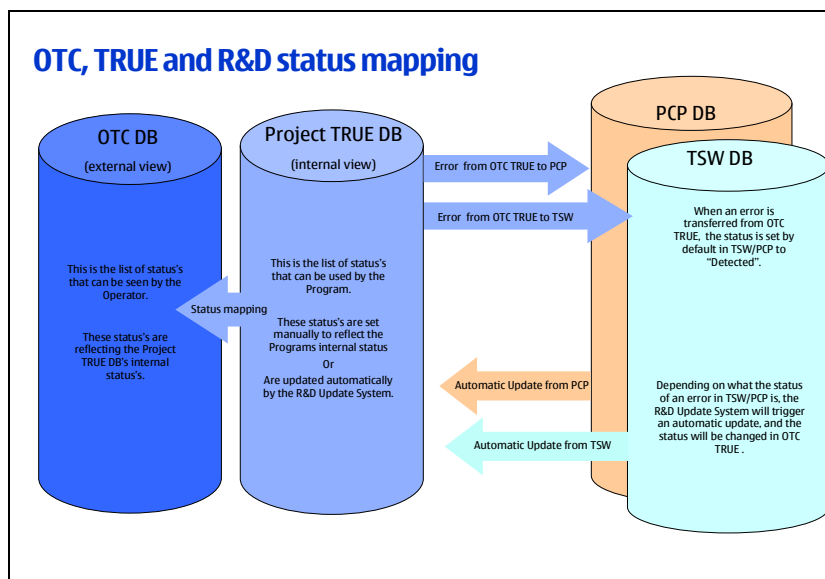 OTC, TRUE and R&D status mapping
OTC DB
(external view)
This is the list of status's
that can be seen by the
Operator.
These status's are
reflecting the Project
TRUE DB's internal
status's.
Status mapping
Project TRUE DB
(internal view)
This is the list of status's
that can be used by the
Program.
These status's are set
manually to reflect the
Programs internal status
Or
Are updated automatically
by the R&D Update System.
Error from OTC TRUE to PCP
Error from OTC TRUE to TSW
Automatic Update from PCP
Automatic Update from TSW
PCP DB
TSW DB
When an error is
transferred from OTC
TRUE, the status is set by
default in TSW/PCP to
“Detected”.
Depending on what the status
of an error in TSW/PCP is, the
R&D Update System will trigger
an automatic update, and the
status will be changed in OTC
TRUE .